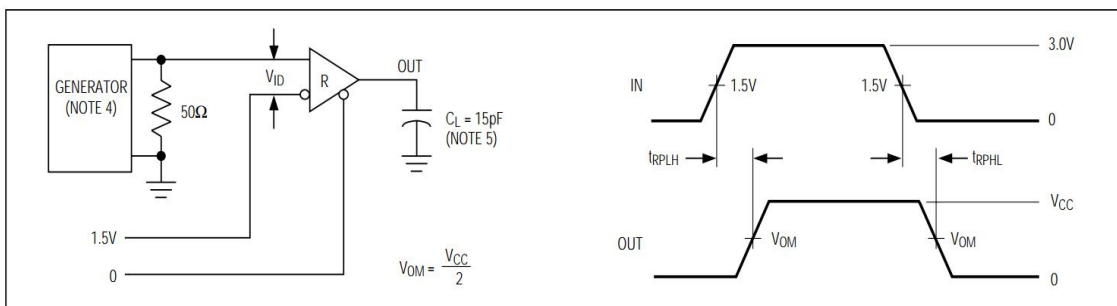 GENERATOR
(NOTE 4)
50Ω
V_ID
R
OUT
C_L = 15pF
(NOTE 5)
1.5V
0
V_OM = V_CC
2
IN
3.0V
1.5V
1.5V
0
t_RPLH
t_RPHL
OUT
V_CC
V_OM
V_OM
0